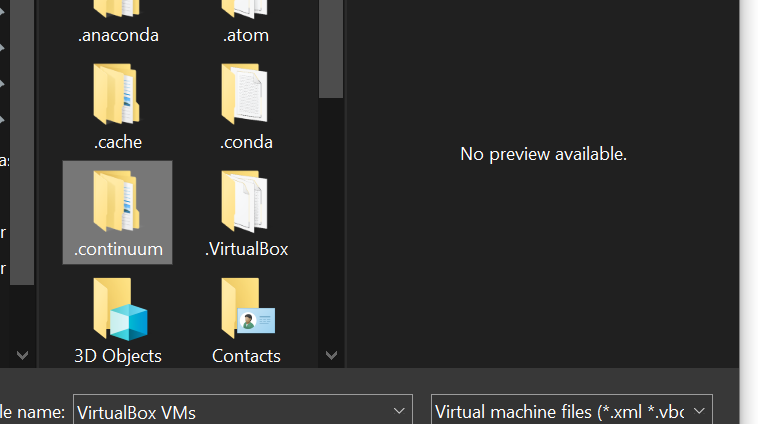 .anaconda
.atom
.cache
.conda
.continuum
.VirtualBox
3D Objects
Contacts
No preview available.
le name:
VirtualBox VMs
Virtual machine files (*.xml *.vbo